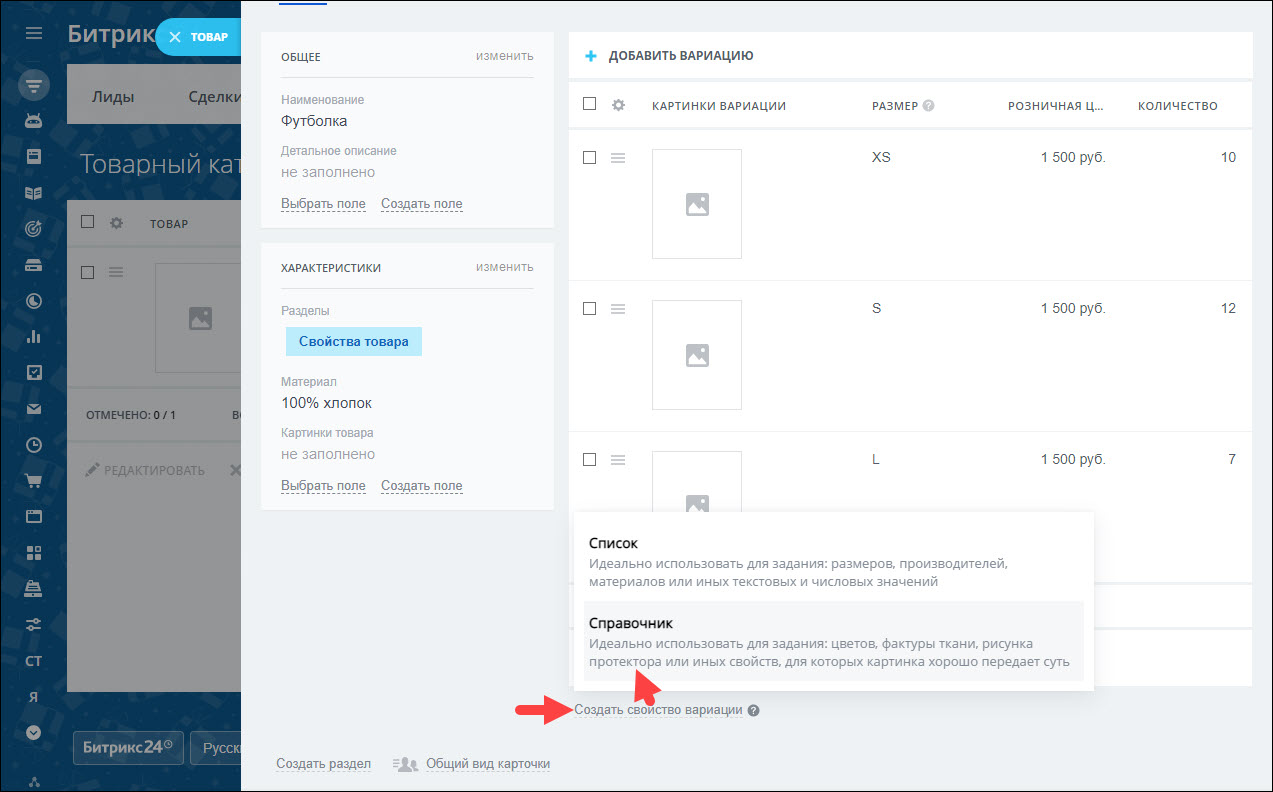 Битрик
ТОВАР
Лиды
Сделки
Товарный кат
ТОВАР
ОТМЕЧЕНО: 0 / 1
ВС
РЕДАКТИРОВАТЬ
СТ
Я
Битрикс24
Русски
ОБЩЕЕ
изменить
Наименование
Футболка
Детальное описание
не заполнено
Выбрать поле
Создать поле
ХАРАКТЕРИСТИКИ
изменить
Разделы
Свойства товара
Материал
100% хлопок
Картинки товара
не заполнено
Выбрать поле
Создать поле
ДОБАВИТЬ ВАРИАЦИЮ
КАРТИНКИ ВАРИАЦИИ
РАЗМЕР ?
РОЗНИЧНАЯ Ц...
КОЛИЧЕСТВО
XS
1 500 руб.
10
S
1 500 руб.
12
L
1 500 руб.
7
Список
Идеально использовать для задания: размеров, производителей,
материалов или иных текстовых и числовых значений
Справочник
Идеально использовать для задания: цветов, фактуры ткани, рисунка
протектора или иных свойств, для которых картинка хорошо передает суть
Создать свойство вариации ?
Создать раздел
Общий вид карточки